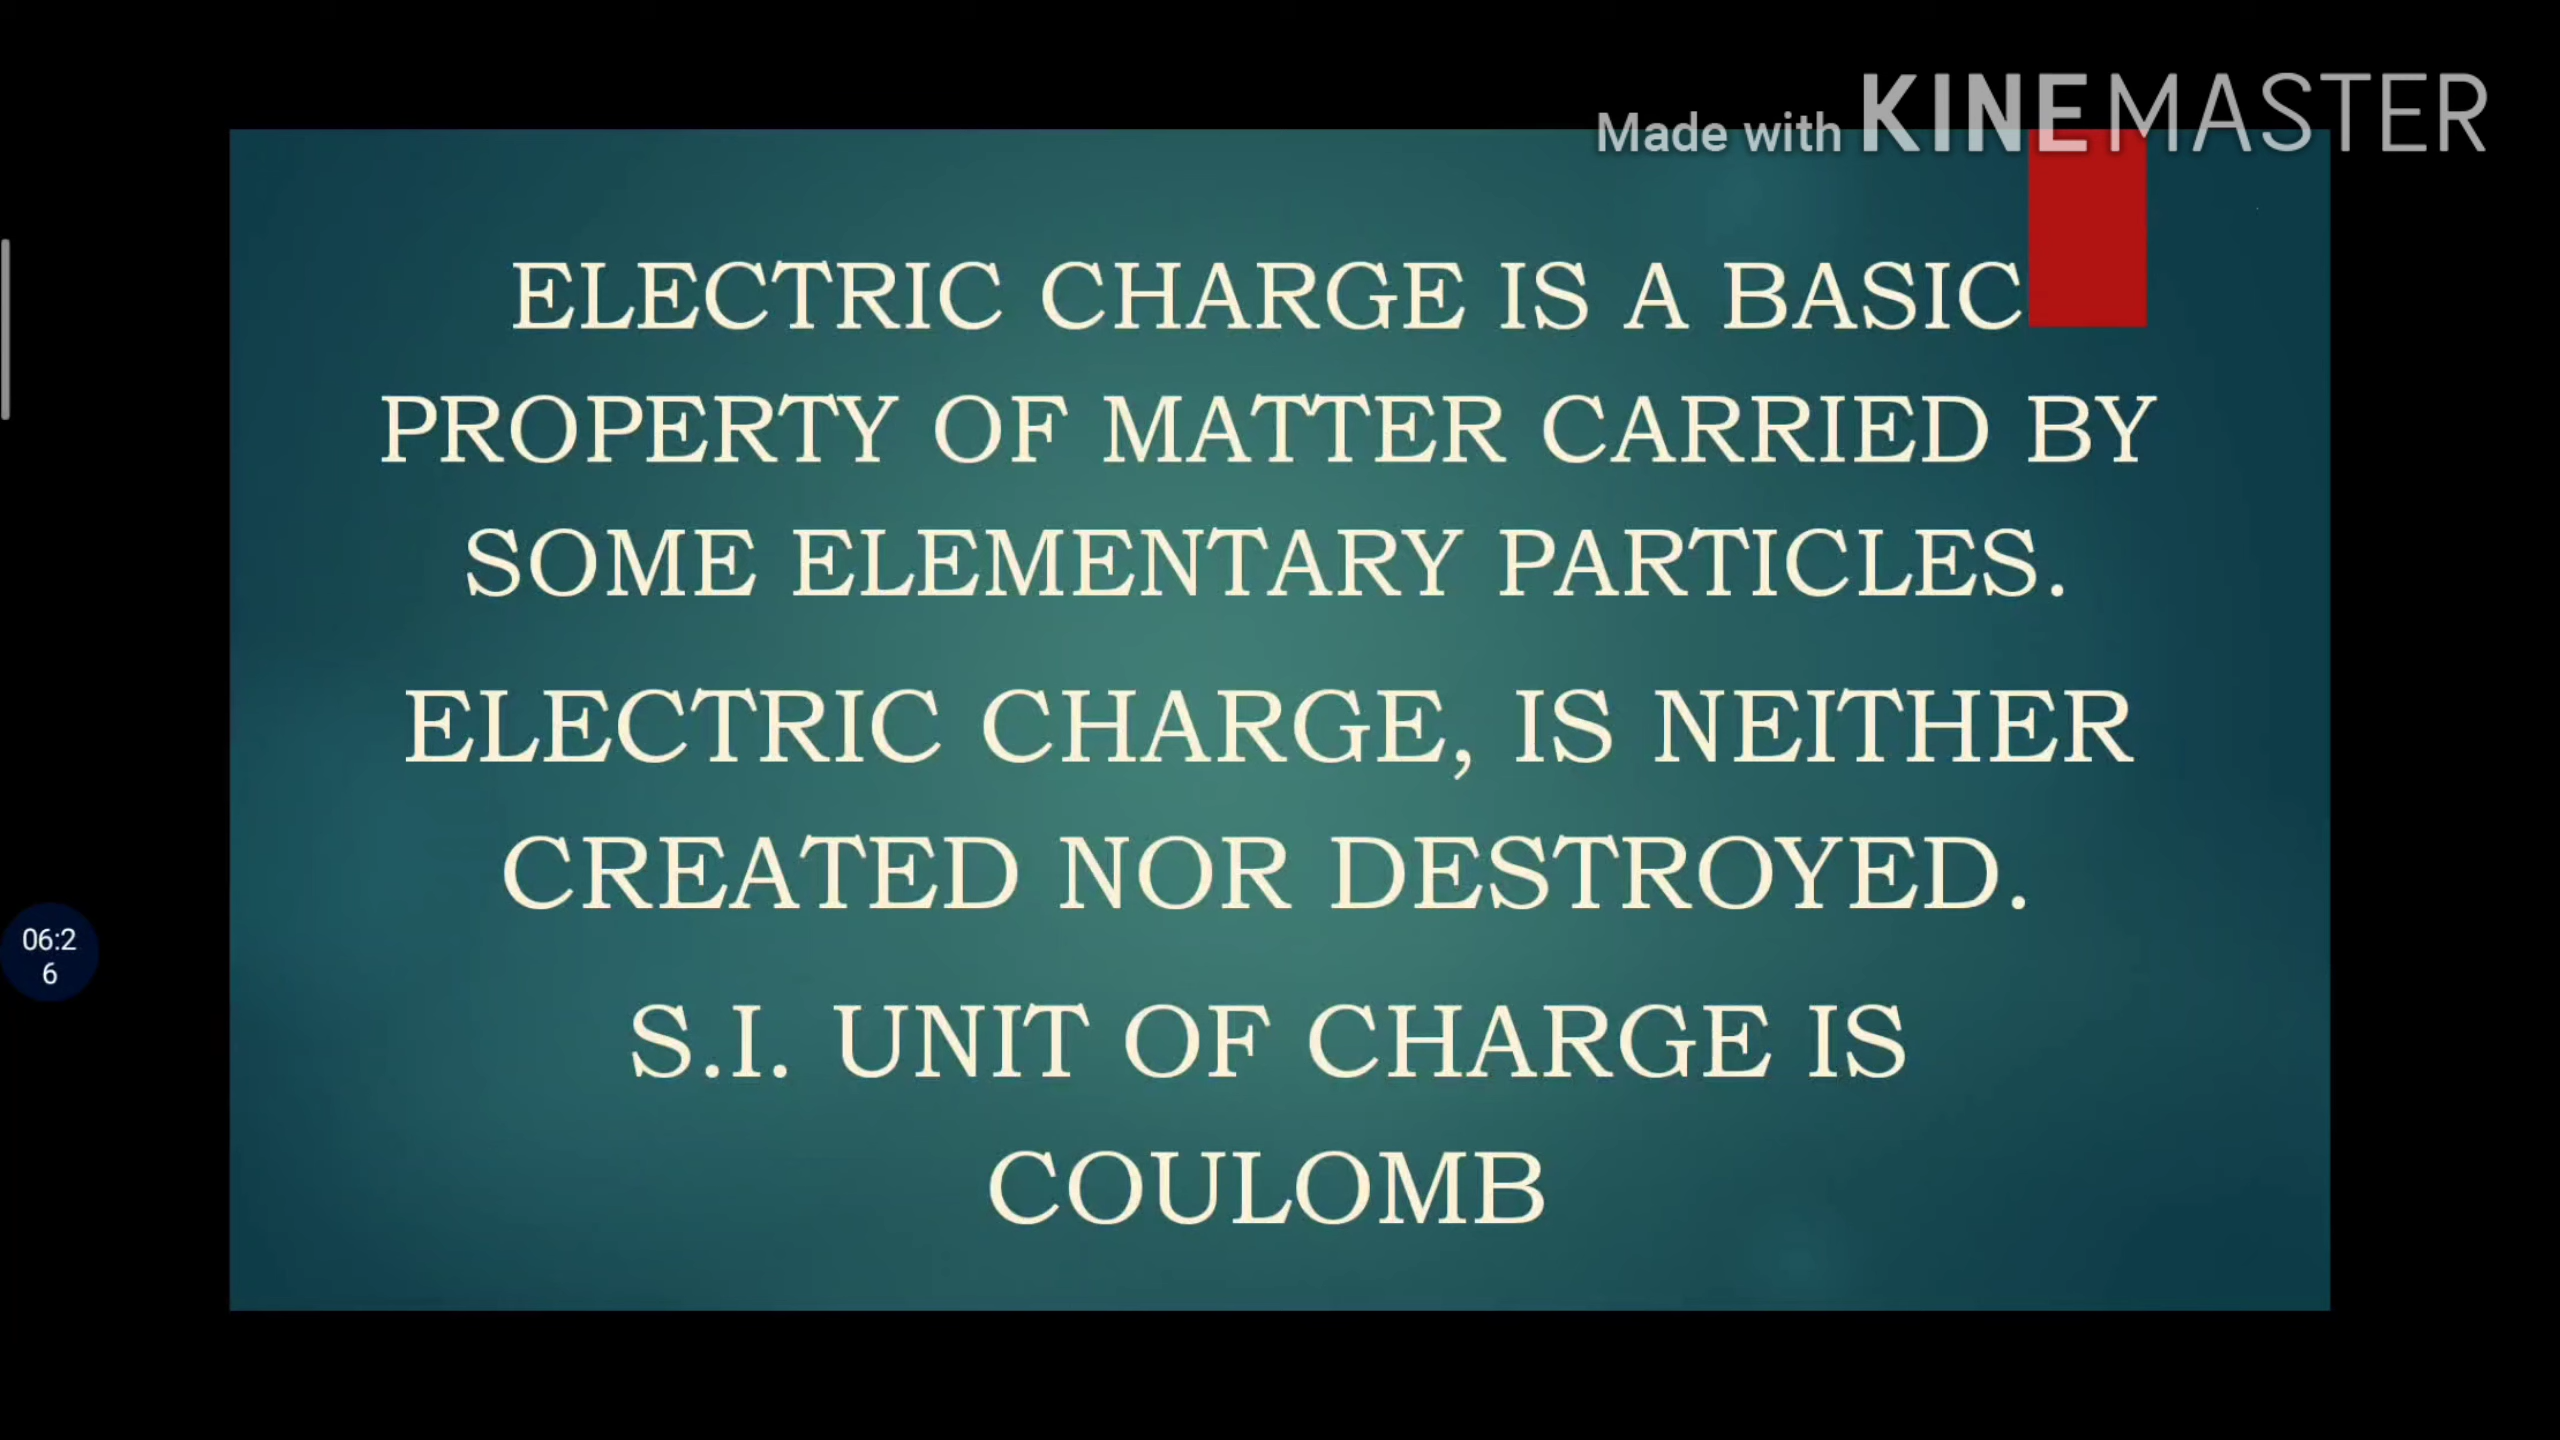 Made with KINEMASTER
ELECTRIC CHARGE IS A BASIC
PROPERTY OF MATTER CARRIED BY
SOME ELEMENTARY PARTICLES.
ELECTRIC CHARGE, IS NEITHER
CREATED NOR DESTROYED.
S.I. UNIT OF CHARGE IS
COULOMB
06:2
6